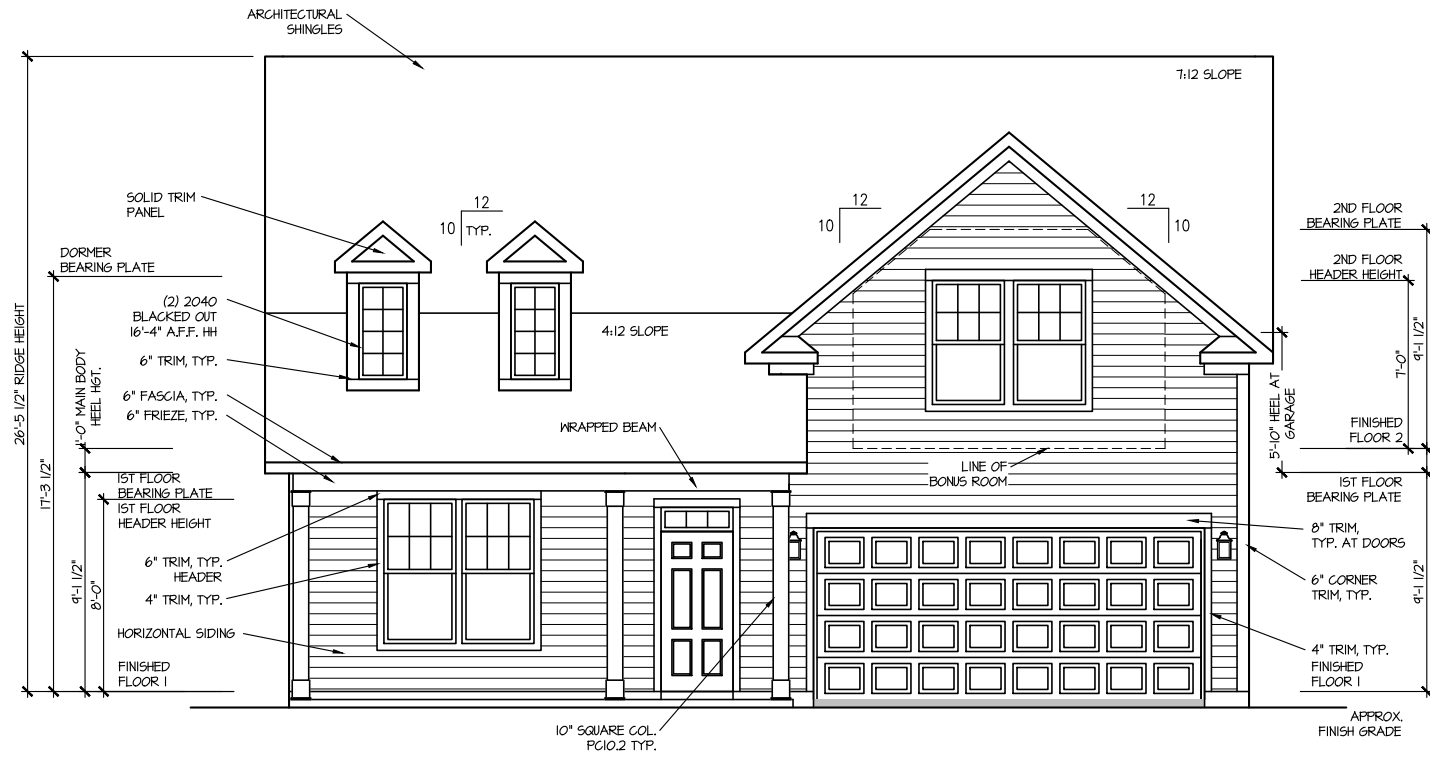 ARCHITECTURAL
SHINGLES
7:12 SLOPE
SOLID TRIM
PANEL
12
10
TYP.
12
10
12
10
2ND FLOOR
BEARING PLATE
DORMER
BEARING PLATE
2ND FLOOR
HEADER HEIGHT
(2) 2040
BLACKED OUT
16'-4" A.F.F. HH
4:12 SLOPE
6" TRIM, TYP.
26'-5 1/2" RIDGE HEIGHT
1'-0" MAIN BODY
HEEL HGT.
6" FASCIA, TYP.
6" FRIEZE, TYP.
WRAPPED BEAM
7'-0"
9'-1 1/2"
5'-10" HEEL AT
GARAGE
FINISHED
FLOOR 2
LINE OF
BONUS ROOM
17'-3 1/2"
1ST FLOOR
BEARING PLATE
1ST FLOOR
HEADER HEIGHT
1ST FLOOR
BEARING PLATE
8" TRIM,
TYP. AT DOORS
6" TRIM, TYP.
HEADER
4" TRIM, TYP.
9'-1 1/2"
8'-0"
6" CORNER
TRIM, TYP.
9'-1 1/2"
HORIZONTAL SIDING
4" TRIM, TYP.
FINISHED
FLOOR 1
FINISHED
FLOOR 1
10" SQUARE COL.
PC10.2 TYP.
APPROX.
FINISH GRADE